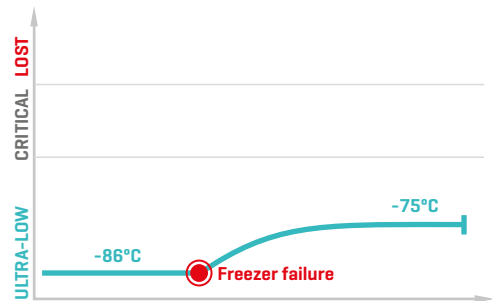 LOST
CRITICAL
ULTRA-LOW
-75°C
-86°C
Freezer failure